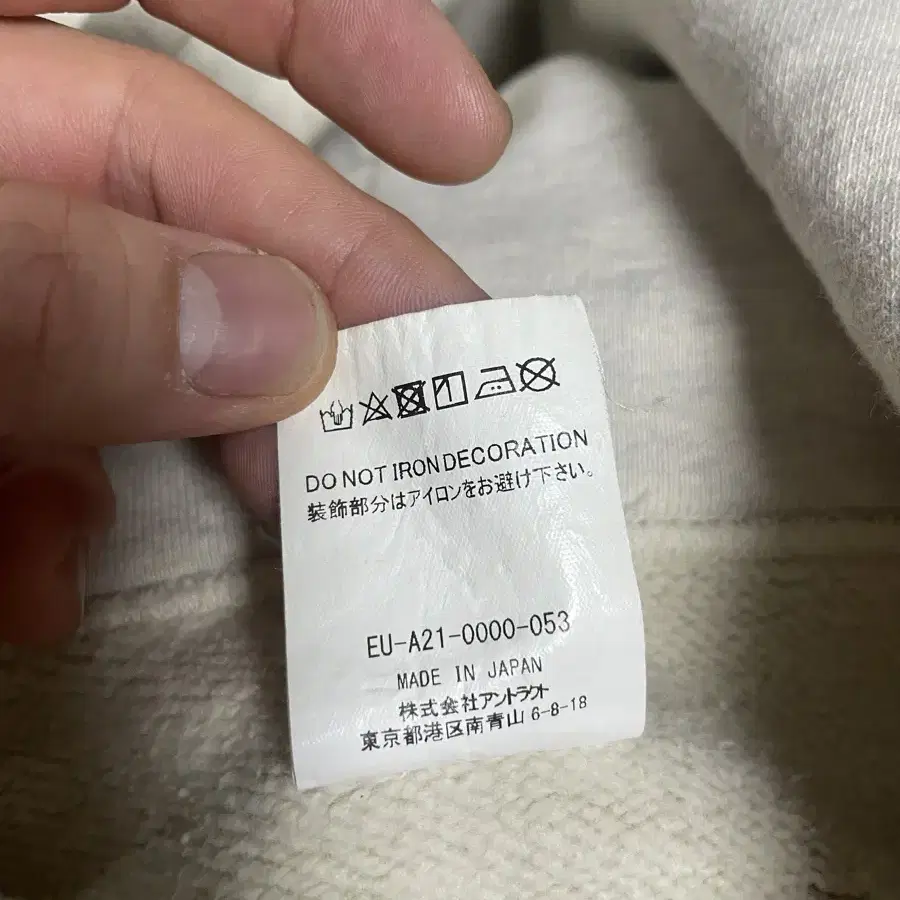 DO NOT IRON DECORATION
装飾部分はアイロンをお避け下さい。
EU-A21-0000-053
MADE IN JAPAN
株式会社アントラクト
東京都港区南青山 6-8-18